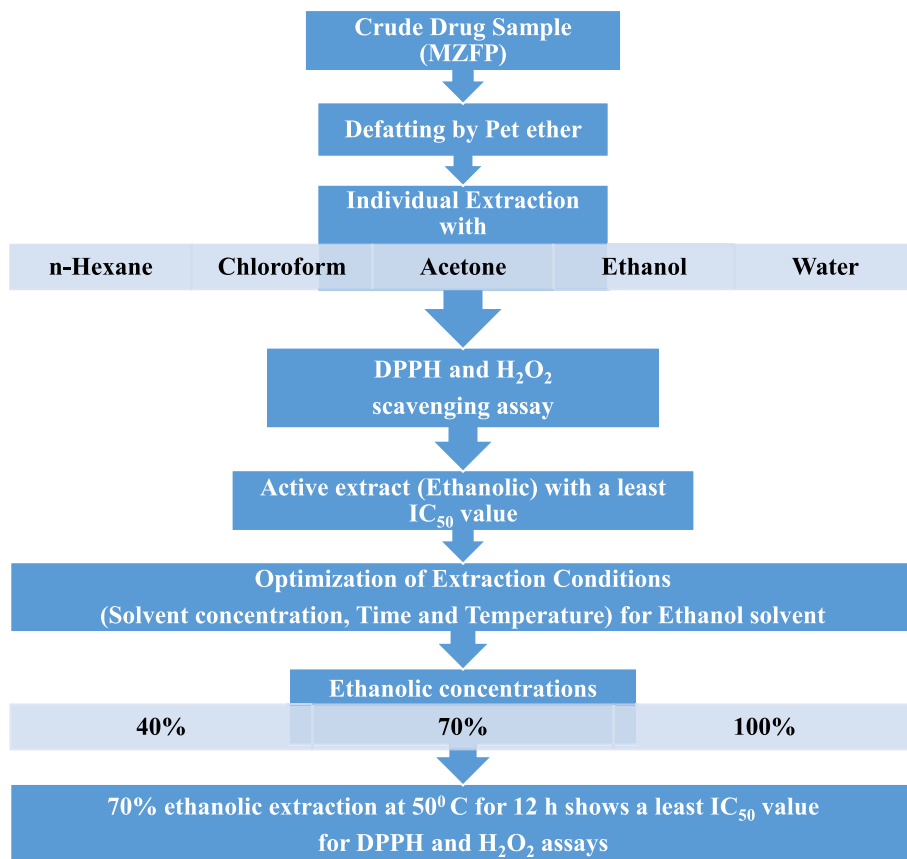 Crude Drug Sample
(MZFP)
Defatting by Pet ether
Individual Extraction
with
n-Hexane Chloroform Acetone Ethanol Water
DPPH and H₂O₂
scavenging assay
Active extract (Ethanolic) with a least
IC₅₀ value
Optimization of Extraction Conditions
(Solvent concentration, Time and Temperature) for Ethanol solvent
Ethanolic concentrations
40% 70% 100%
70% ethanolic extraction at 50⁰ C for 12 h shows a least IC₅₀ value
for DPPH and H₂O₂ assays